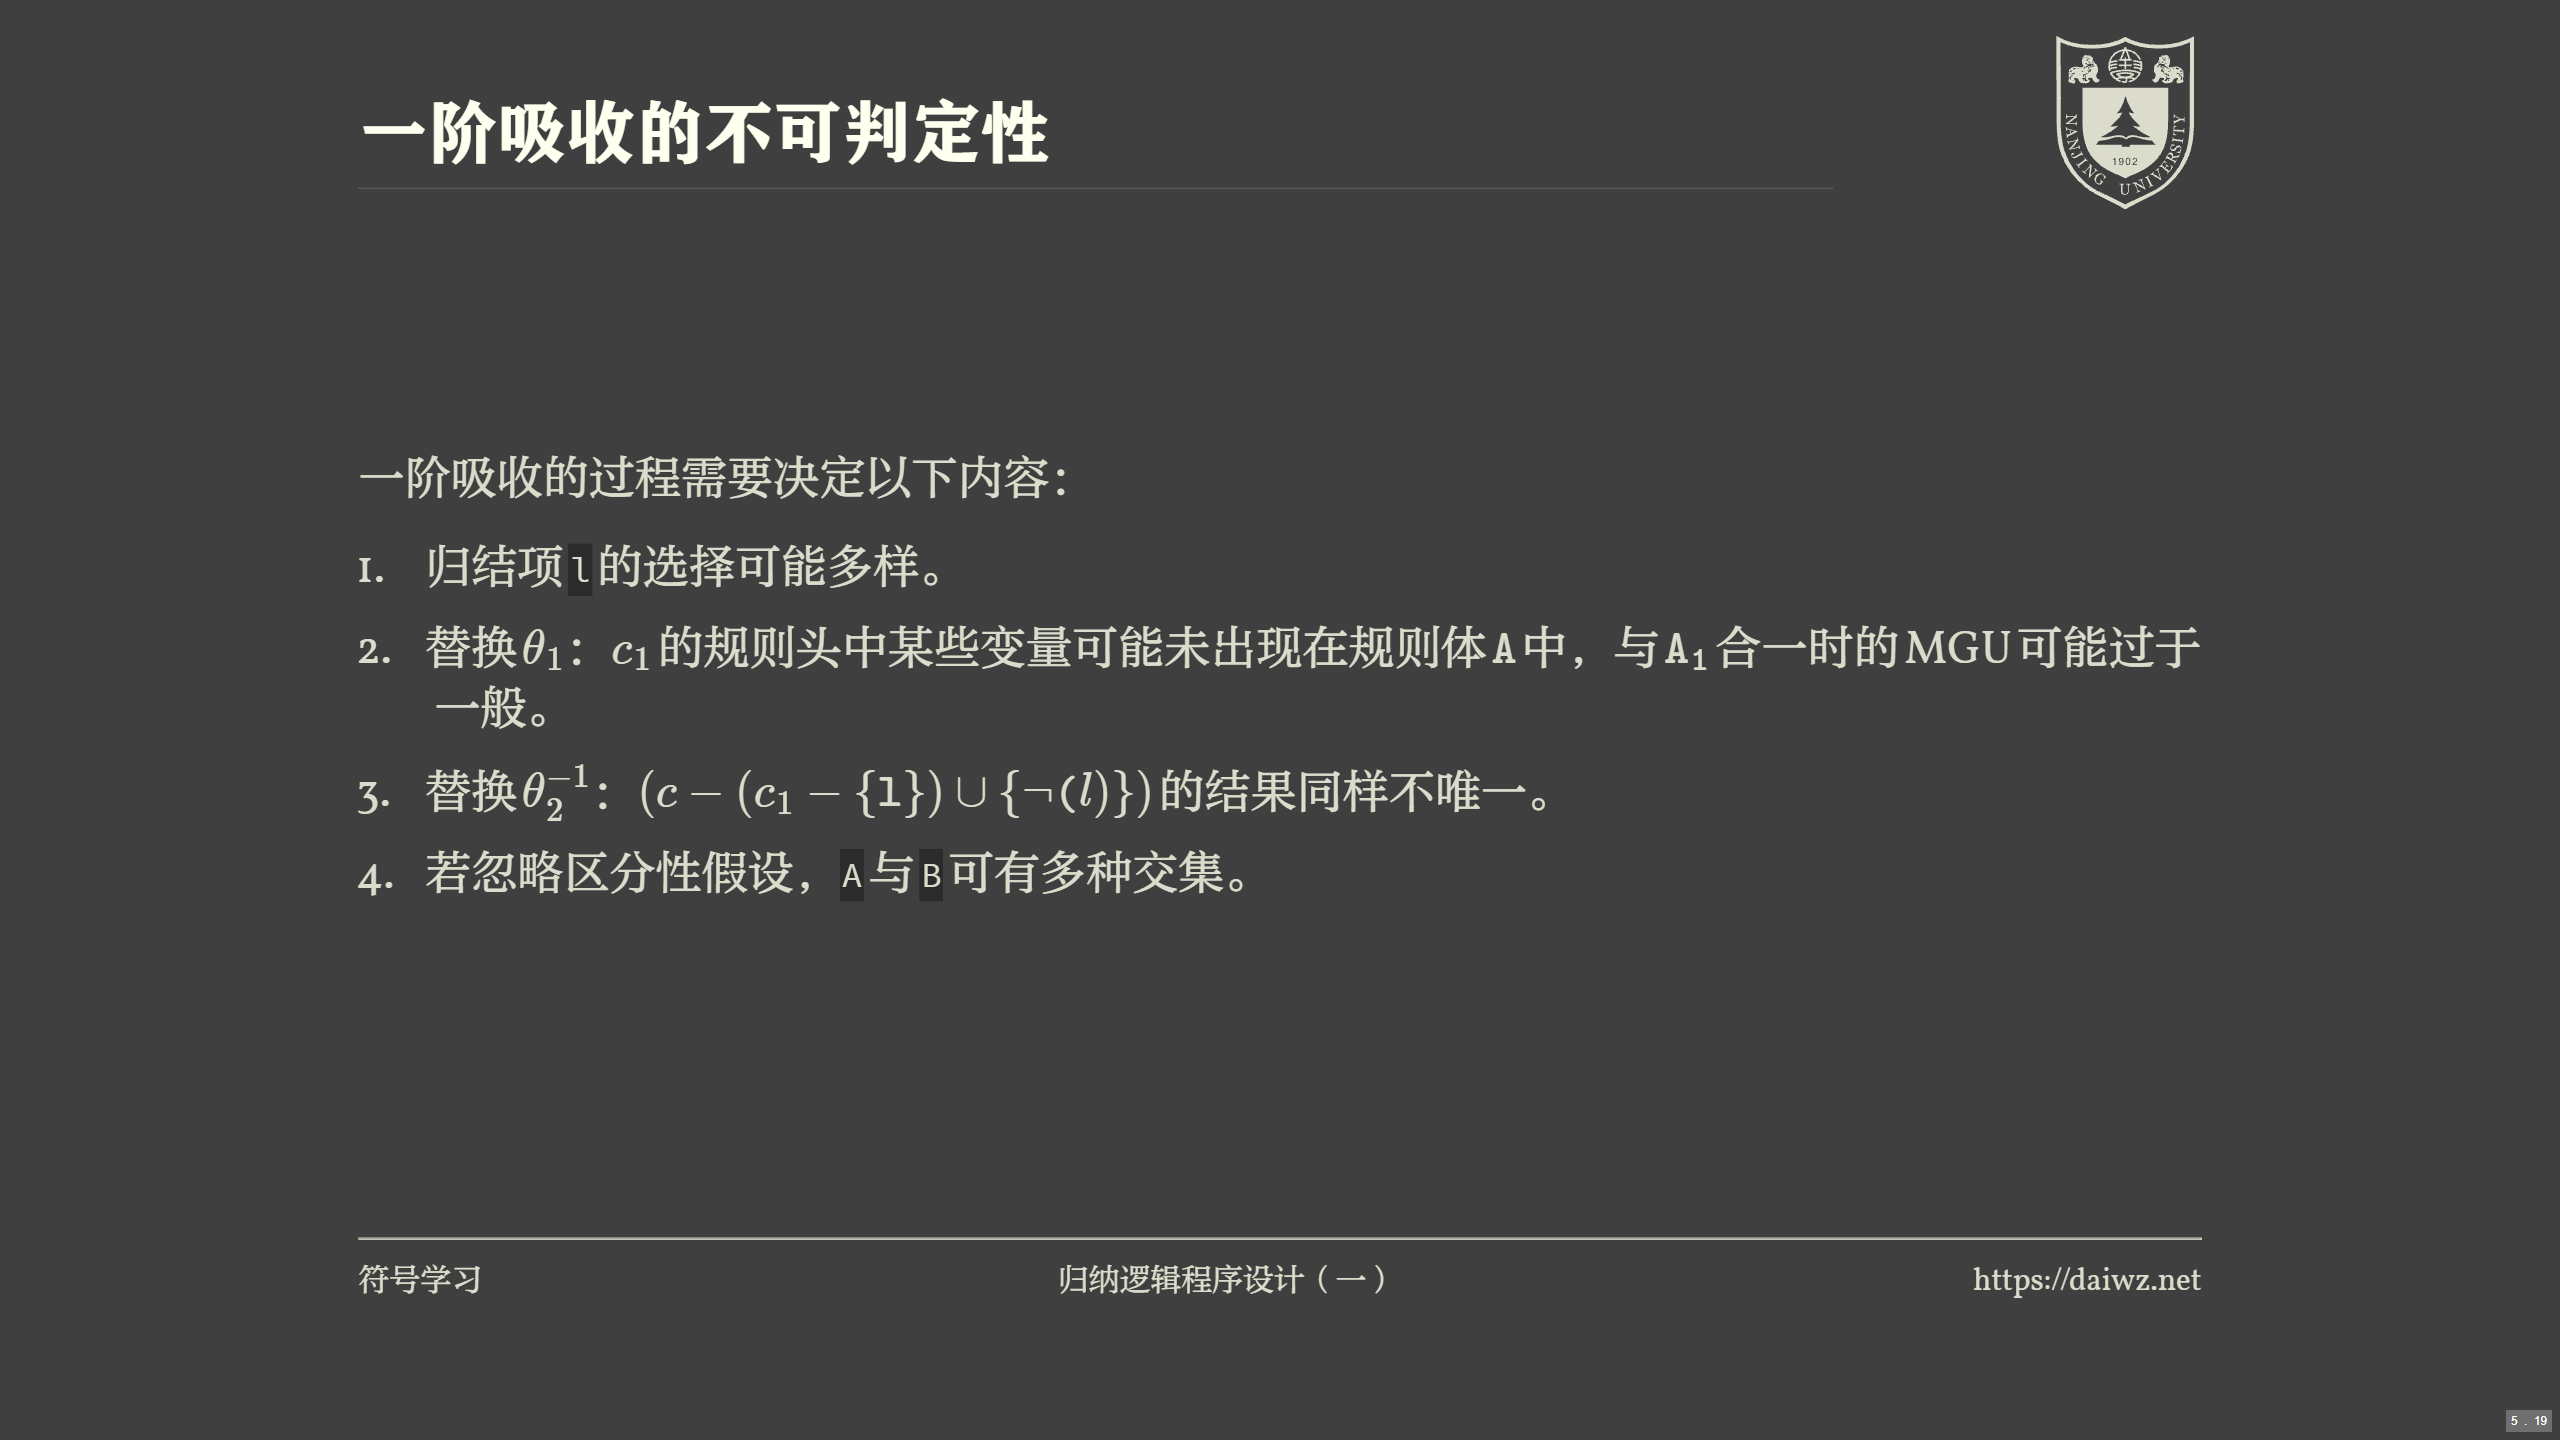 一阶吸收的不可判定性
NANJING UNIVERSITY
1902
一阶吸收的过程需要决定以下内容：
1. 归结项l的选择可能多样。
2. 替换θ₁：c₁的规则头中某些变量可能未出现在规则体A中，与A₁合一时的MGU可能过于
一般。
3. 替换θ₂⁻¹：(c − (c₁ − {l}) ∪ {¬(l)})的结果同样不唯一。
4. 若忽略区分性假设，A与B可有多种交集。
符号学习
归纳逻辑程序设计（一）
https://daiwz.net
5 . 19